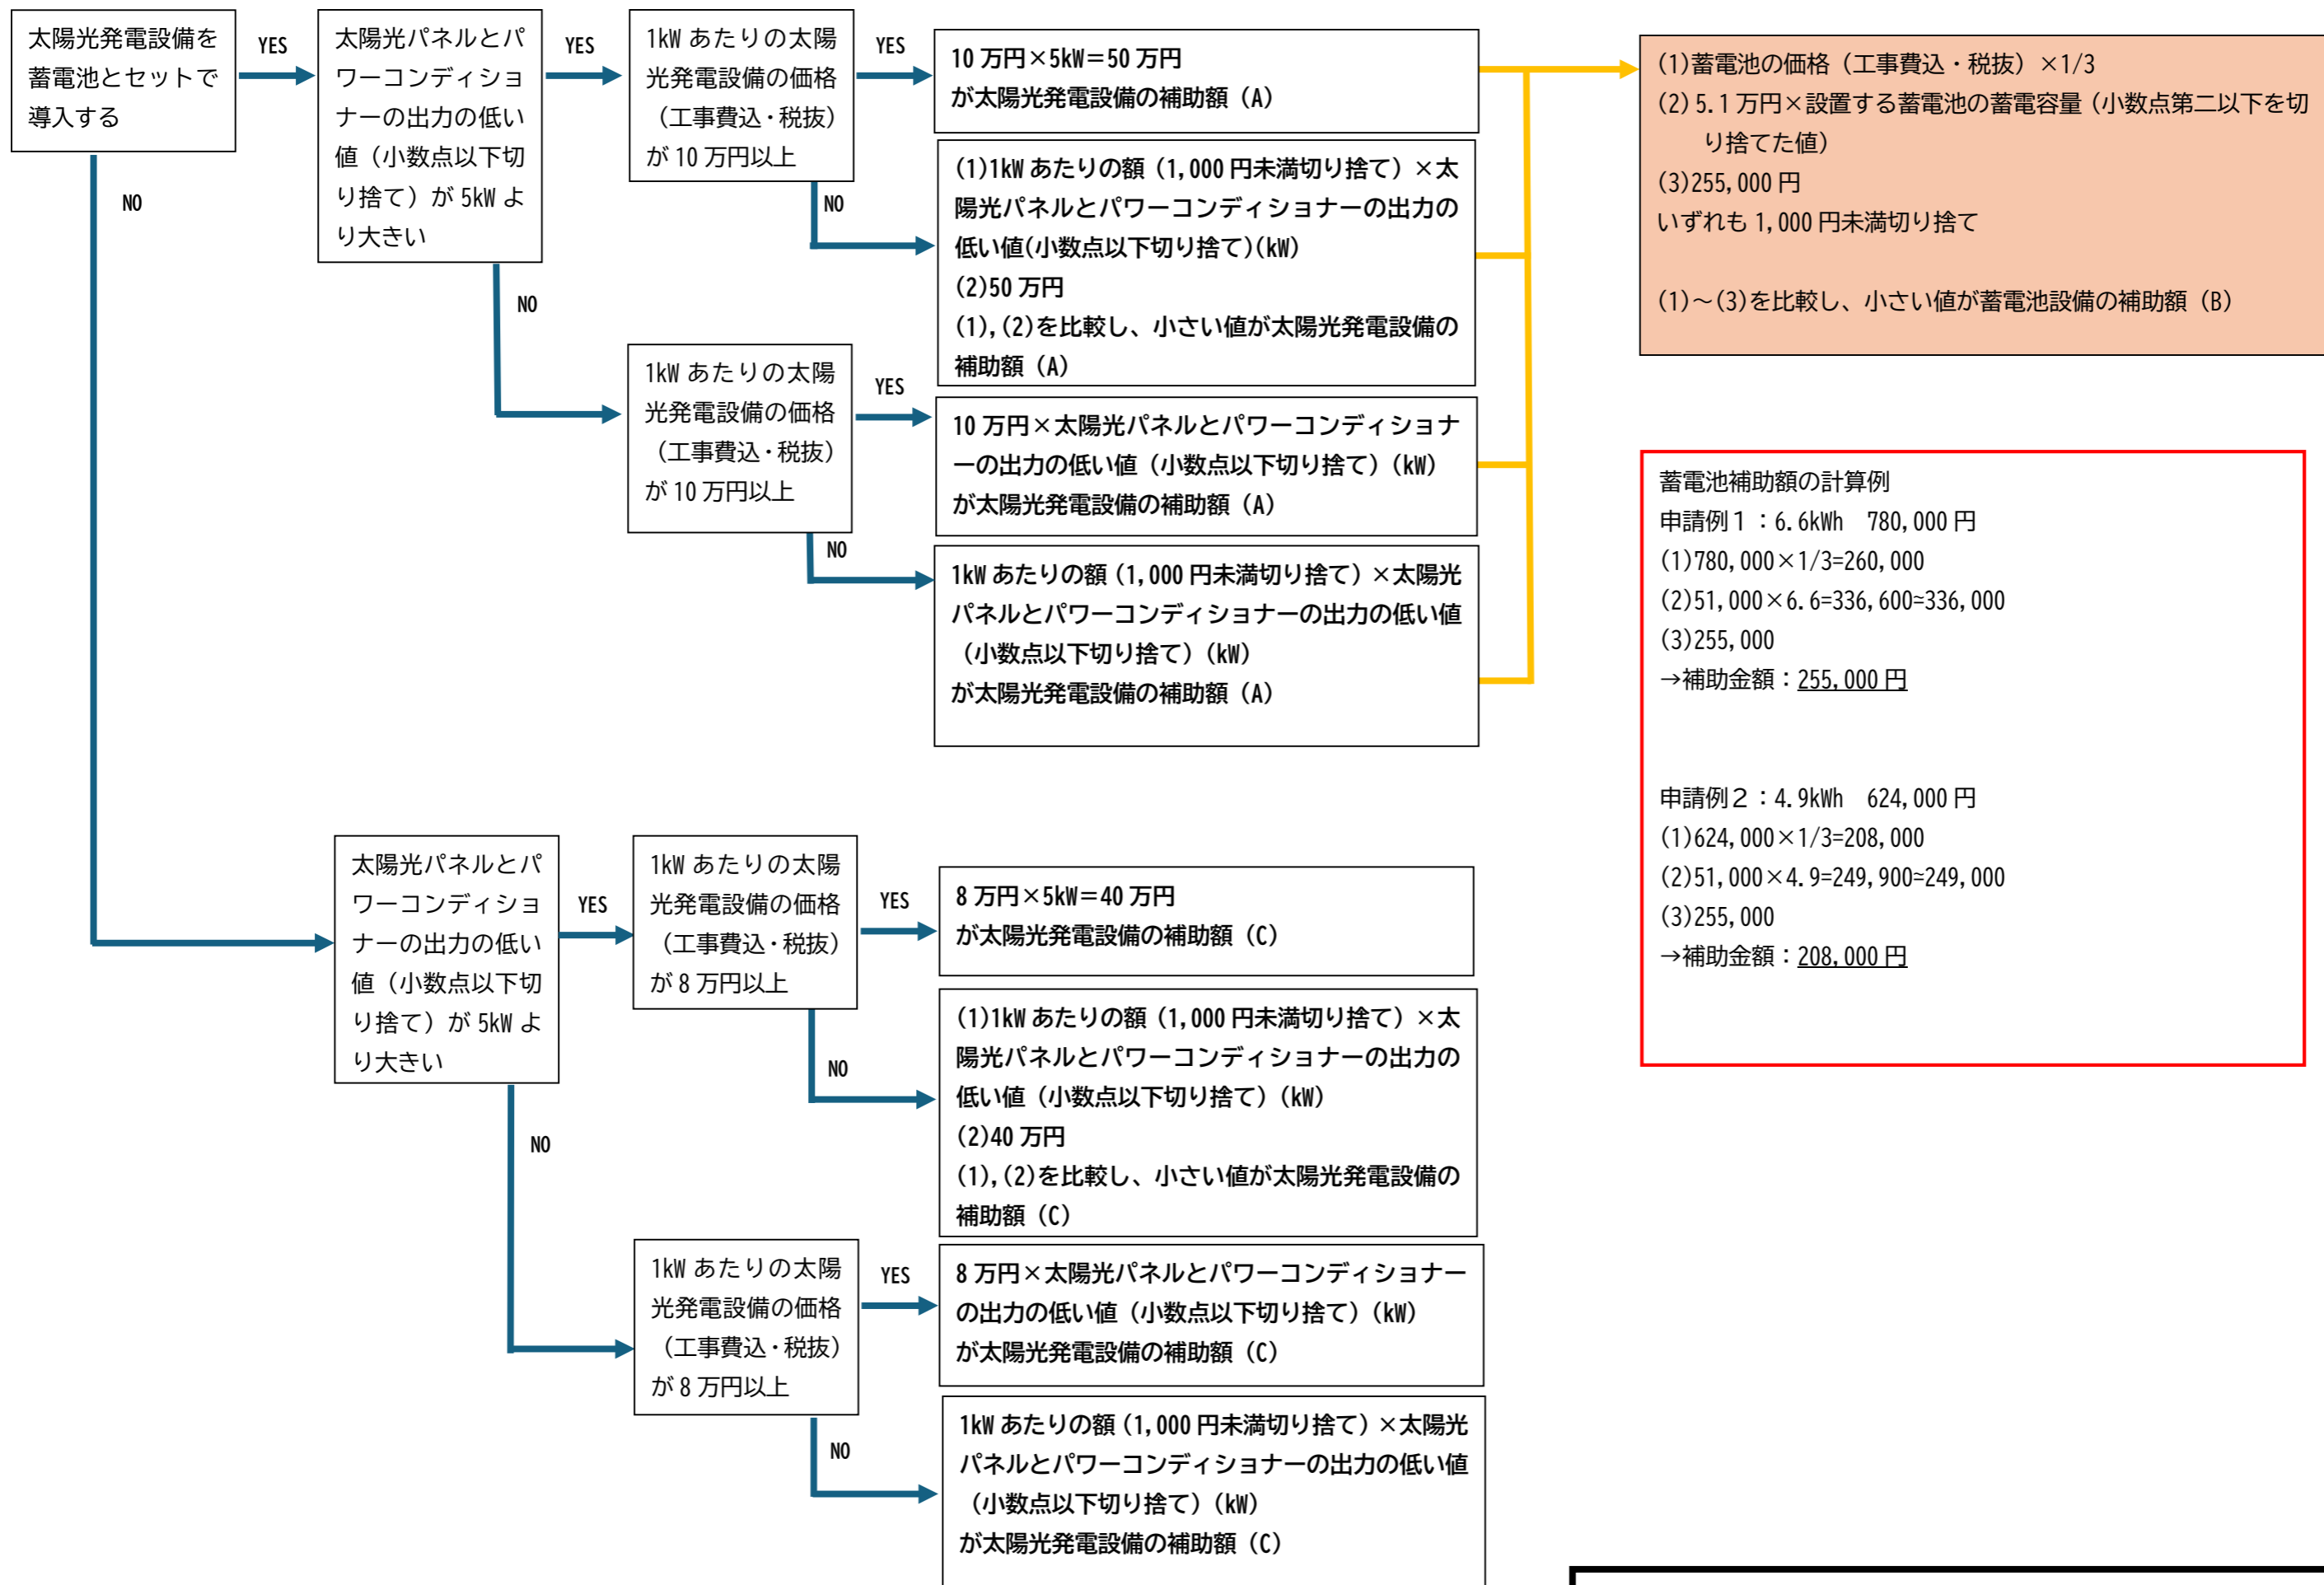 太陽光発電設備を
蓄電池とセットで
導入する
YES
NO
太陽光パネルとパ
ワーコンディショ
ナーの出力の低い
値（小数点以下切
り捨て）が 5kW よ
り大きい
YES
NO
1kW あたりの太陽
光発電設備の価格
（工事費込・税抜）
が 10 万円以上
YES
NO
10 万円×5kW＝50 万円
が太陽光発電設備の補助額（A）
(1)1kW あたりの額（1,000 円未満切り捨て）×太
陽光パネルとパワーコンディショナーの出力の
低い値(小数点以下切り捨て)(kW)
(2)50 万円
(1),(2)を比較し、小さい値が太陽光発電設備の
補助額（A）
1kW あたりの太陽
光発電設備の価格
（工事費込・税抜）
が 10 万円以上
YES
NO
10 万円×太陽光パネルとパワーコンディショナ
ーの出力の低い値（小数点以下切り捨て）(kW)
が太陽光発電設備の補助額（A）
1kW あたりの額（1,000 円未満切り捨て）×太陽光
パネルとパワーコンディショナーの出力の低い値
（小数点以下切り捨て）(kW)
が太陽光発電設備の補助額（A）
(1)蓄電池の価格（工事費込・税抜）×1/3
(2) 5.1 万円×設置する蓄電池の蓄電容量（小数点第二以下を切
り捨てた値）
(3)255,000 円
いずれも 1,000 円未満切り捨て
(1)～(3)を比較し、小さい値が蓄電池設備の補助額（B）
蓄電池補助額の計算例
申請例１：6.6kWh　780,000 円
(1)780,000×1/3=260,000
(2)51,000×6.6=336,600≃336,000
(3)255,000
→補助金額：255,000 円
申請例２：4.9kWh　624,000 円
(1)624,000×1/3=208,000
(2)51,000×4.9=249,900≃249,000
(3)255,000
→補助金額：208,000 円
太陽光パネルとパ
ワーコンディショ
ナーの出力の低い
値（小数点以下切
り捨て）が 5kW よ
り大きい
YES
NO
1kW あたりの太陽
光発電設備の価格
（工事費込・税抜）
が 8 万円以上
YES
NO
8 万円×5kW＝40 万円
が太陽光発電設備の補助額（C）
(1)1kW あたりの額（1,000 円未満切り捨て）×太
陽光パネルとパワーコンディショナーの出力の
低い値（小数点以下切り捨て）(kW)
(2)40 万円
(1),(2)を比較し、小さい値が太陽光発電設備の
補助額（C）
1kW あたりの太陽
光発電設備の価格
（工事費込・税抜）
が 8 万円以上
YES
NO
8 万円×太陽光パネルとパワーコンディショナー
の出力の低い値（小数点以下切り捨て）(kW)
が太陽光発電設備の補助額（C）
1kW あたりの額（1,000 円未満切り捨て）×太陽光
パネルとパワーコンディショナーの出力の低い値
（小数点以下切り捨て）(kW)
が太陽光発電設備の補助額（C）